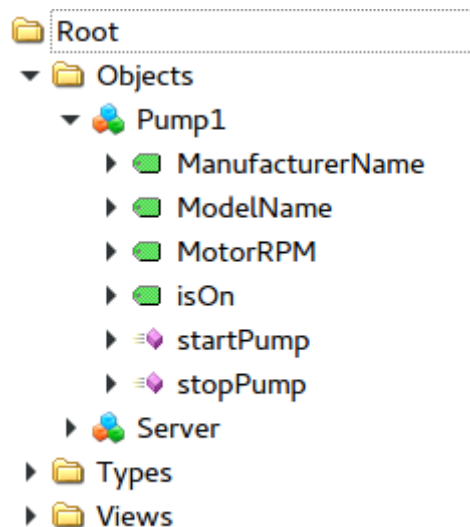 Root
Objects
Pump1
ManufacturerName
ModelName
MotorRPM
isOn
startPump
stopPump
Server
Types
Views